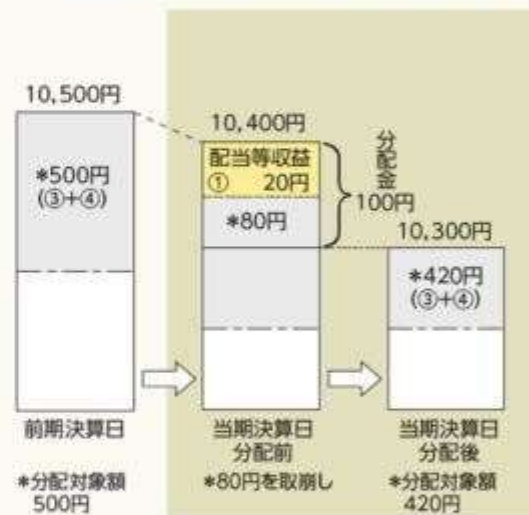 10,500円
*500円
(③+④)
前期決算日
*分配対象額
500円
10,400円
配当等収益
① 20円
*80円
分配金
100円
当期決算日
分配前
*80円を取崩し
10,300円
*420円
(③+④)
当期決算日
分配後
*分配対象額
420円